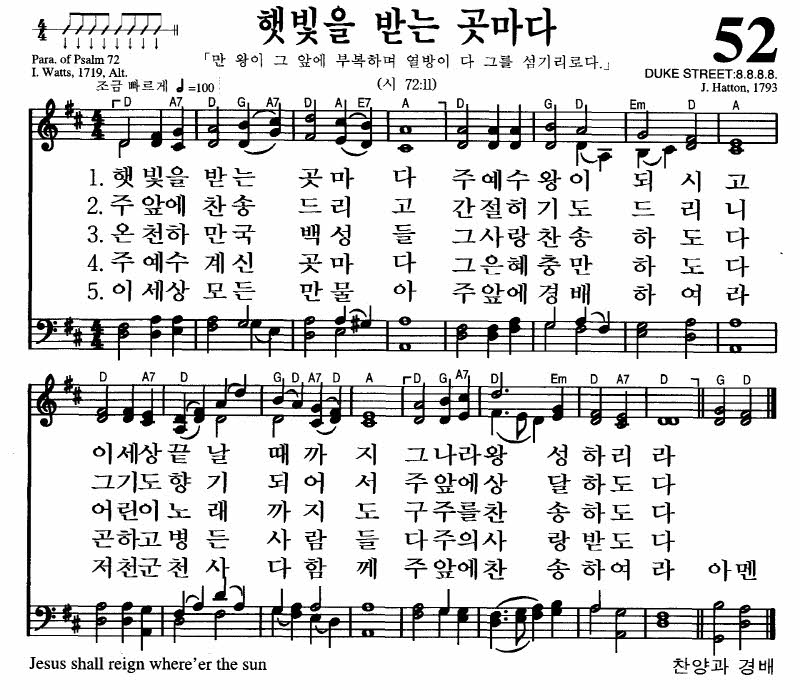 햇빛을 받는 곳마다
52
Para. of Psalm 72
I. Watts, 1719, Alt.
「만 왕이 그 앞에 부복하며 열방이 다 그를 섬기리로다.」
(시 72:11)
DUKE STREET:8.8.8.8.
J. Hatton, 1793
조금 빠르게 ♩=100
D A7 D G A7 D A E7 A D G D Em D A
1. 햇빛을 받는 곳마다 주예수왕이 되시고
2. 주앞에 찬송 드리고 간절히기도 드리니
3. 온천하 만국 백성들 그사랑찬송 하도다
4. 주예수 계신 곳마다 그은혜충만 하도다
5. 이세상 모든 만물아 주앞에경배 하여라
D A7 D A D G D A7 D A D G A7 D Em D A7 D G D
이세상 끝날 때까지 그나라왕성하리라
그기도 향기 되어서 주앞에상달하도다
어린이 노래 까지도 구주를찬송하도다
곤하고 병든 사람들 다주의사랑받도다
저천군 천사 다함께 주앞에찬송하여라 아멘
Jesus shall reign where'er the sun
찬양과 경배